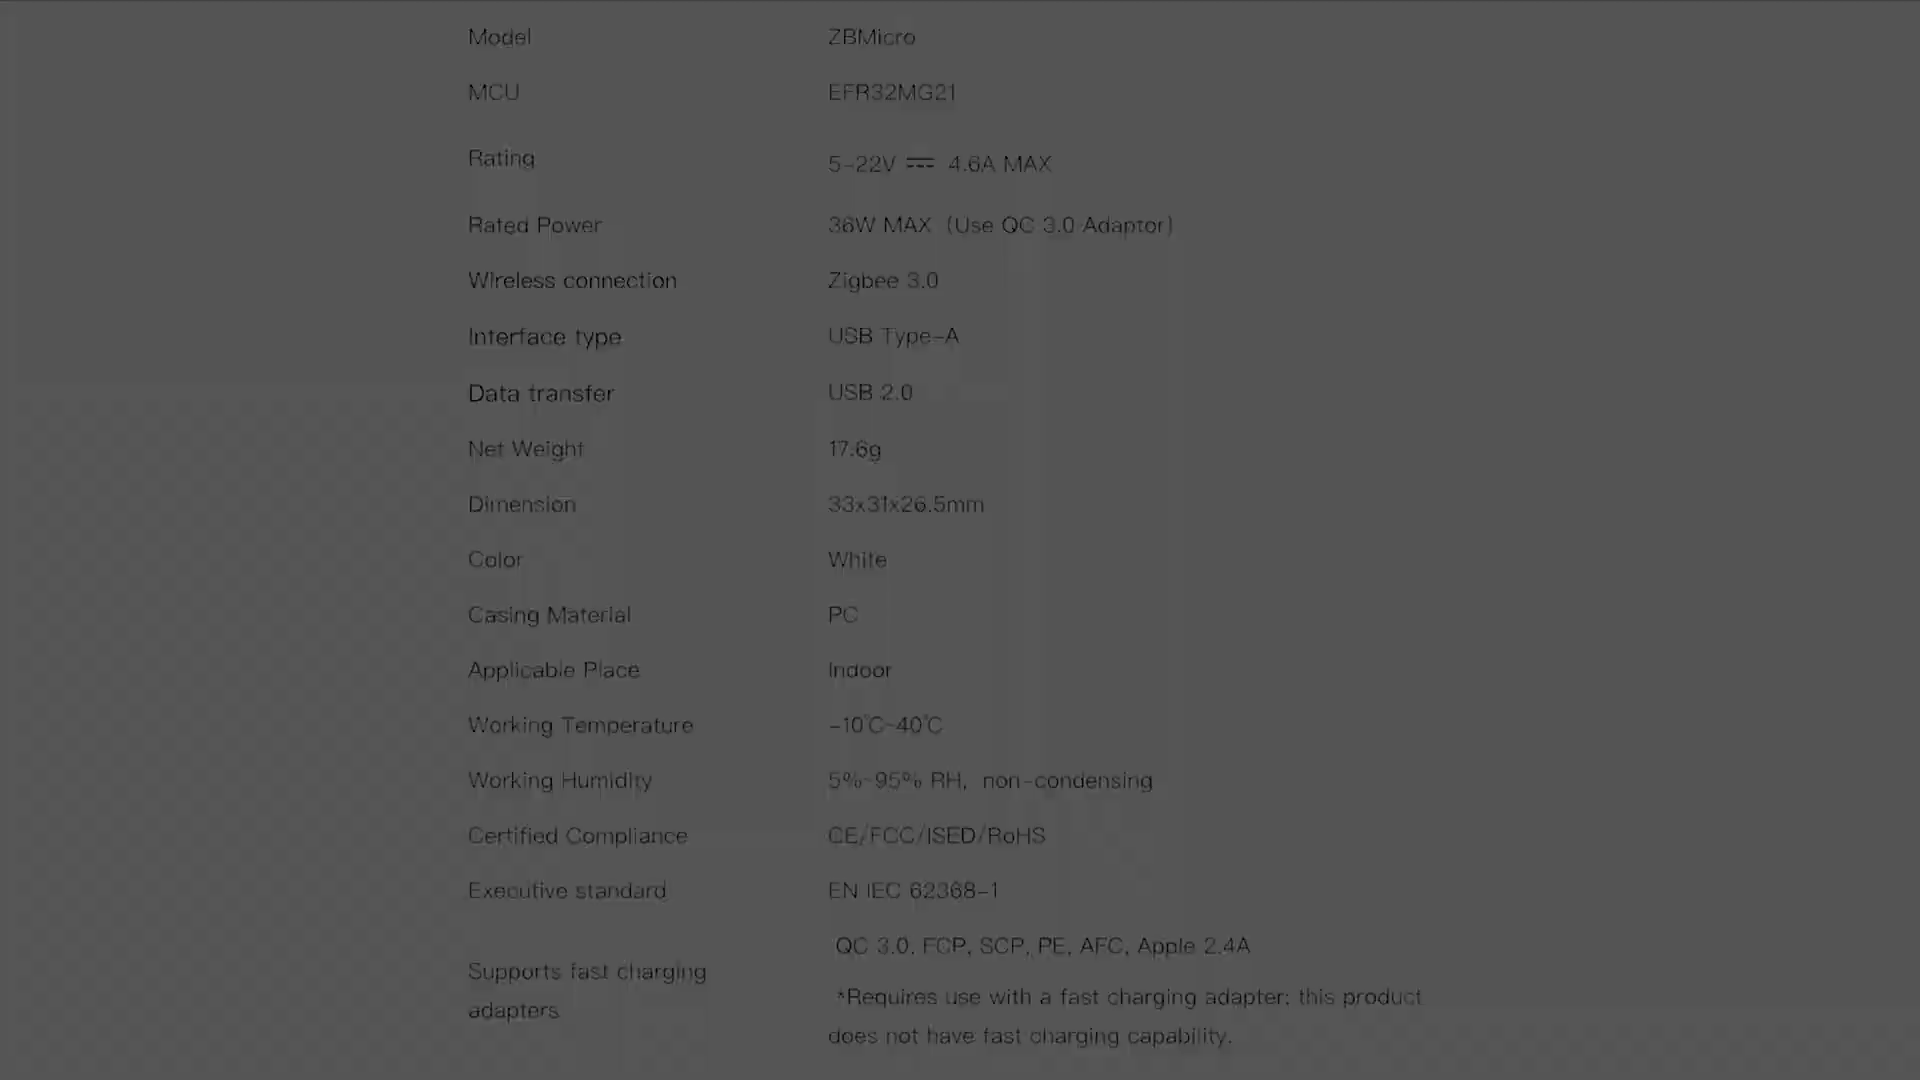 Model ZBMicro
MCU EFR32MG21
Rating 5-22V ⎓ 4.6A MAX
Rated Power 36W MAX (Use QC 3.0 Adaptor)
Wireless connection Zigbee 3.0
Interface type USB Type-A
Data transfer USB 2.0
Net Weight 17.6g
Dimension 33x31x26.5mm
Color White
Casing Material PC
Applicable Place Indoor
Working Temperature -10℃~40℃
Working Humidity 5%~95% RH, non-condensing
Certified Compliance CE/FCC/ISED/RoHS
Executive standard EN IEC 62368-1
Supports fast charging
adapters
QC 3.0, FCP, SCP, PE, AFC, Apple 2.4A
*Requires use with a fast charging adapter; this product
does not have fast charging capability.